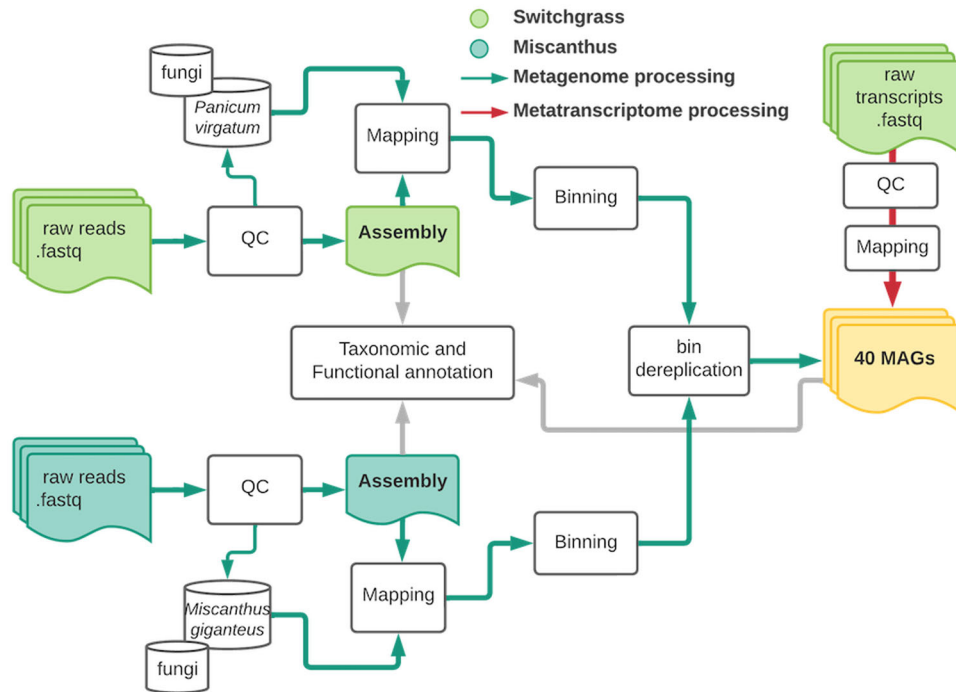 Switchgrass
Miscanthus
Metagenome processing
Metatranscriptome processing
fungi
Panicum
virgatum
Mapping
raw
transcripts
.fastq
QC
Mapping
Binning
raw reads
.fastq
QC
Assembly
Taxonomic and
Functional annotation
bin
dereplication
40 MAGs
raw reads
.fastq
QC
Assembly
Binning
Mapping
Miscanthus
giganteus
fungi